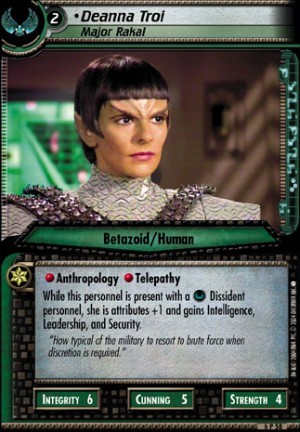 2 •Deanna Troi
Major Rakal
Betazoid/Human
Anthropology Telepathy
While this personnel is present with a Dissident
personnel, she is attributes +1 and gains Intelligence,
Leadership, and Security.
"How typical of the military to resort to brute force when
discretion is required."
INTEGRITY 6 CUNNING 5 STRENGTH 4